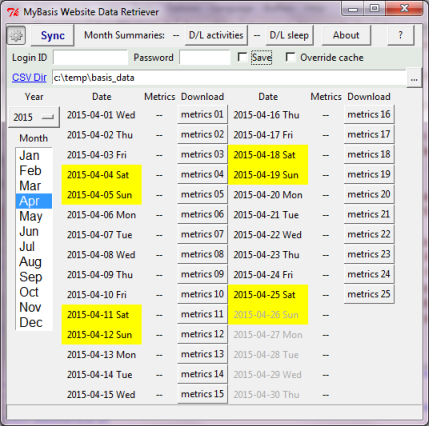 MyBasis Website Data Retriever
Sync Month Summaries: -- D/L activities -- D/L sleep About ?
Login ID Password Save Override cache
CSV Dir c:\temp\basis_data ...
Year Date Metrics Download Date Metrics Download
2015
Month
Jan
Feb
Mar
Apr
May
Jun
Jul
Aug
Sep
Oct
Nov
Dec
2015-04-01 Wed -- metrics 01 2015-04-16 Thu -- metrics 16
2015-04-02 Thu -- metrics 02 2015-04-17 Fri -- metrics 17
2015-04-03 Fri -- metrics 03 2015-04-18 Sat -- metrics 18
2015-04-04 Sat -- metrics 04 2015-04-19 Sun -- metrics 19
2015-04-05 Sun -- metrics 05 2015-04-20 Mon -- metrics 20
2015-04-06 Mon -- metrics 06 2015-04-21 Tue -- metrics 21
2015-04-07 Tue -- metrics 07 2015-04-22 Wed -- metrics 22
2015-04-08 Wed -- metrics 08 2015-04-23 Thu -- metrics 23
2015-04-09 Thu -- metrics 09 2015-04-24 Fri -- metrics 24
2015-04-10 Fri -- metrics 10 2015-04-25 Sat -- metrics 25
2015-04-11 Sat -- metrics 11 2015-04-26 Sun --
2015-04-12 Sun -- metrics 12 2015-04-27 Mon --
2015-04-13 Mon -- metrics 13 2015-04-28 Tue --
2015-04-14 Tue -- metrics 14 2015-04-29 Wed --
2015-04-15 Wed -- metrics 15 2015-04-30 Thu --